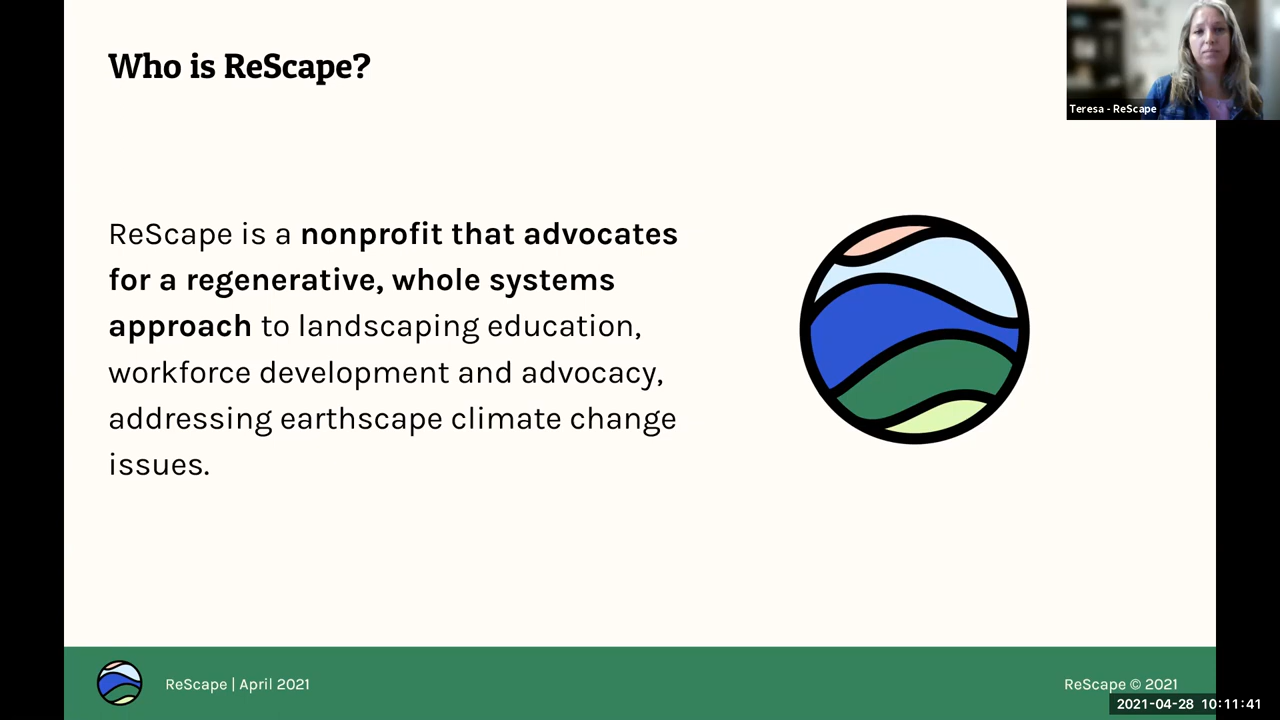 Who is ReScape?
Teresa - ReScape
ReScape is a nonprofit that advocates
for a regenerative, whole systems
approach to landscaping education,
workforce development and advocacy,
addressing earthscape climate change
issues.
ReScape | April 2021
ReScape © 2021
2021-04-28 10:11:41